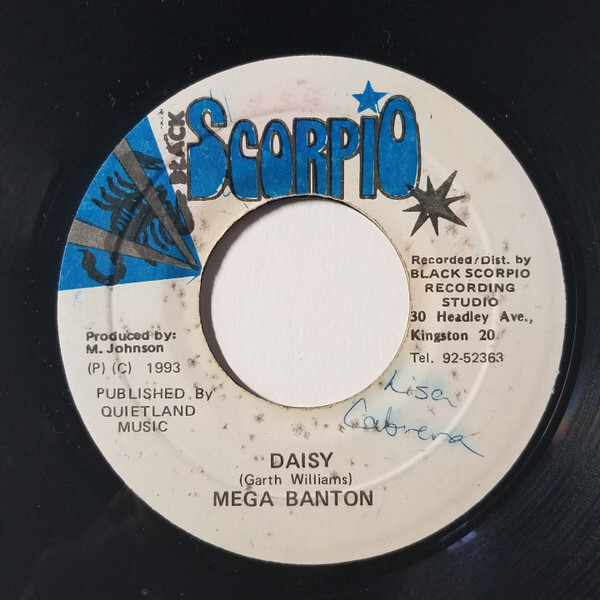 BLACK
SCORPIO
Recorded/Dist. by
BLACK SCORPIO
RECORDING
STUDIO
30 Headley Ave.,
Kingston 20.
Tel. 92-52363
Produced by:
M. Johnson
(P) (C) 1993
PUBLISHED By
QUIETLAND
MUSIC
Lisa
Cabrera
DAISY
(Garth Williams)
MEGA BANTON